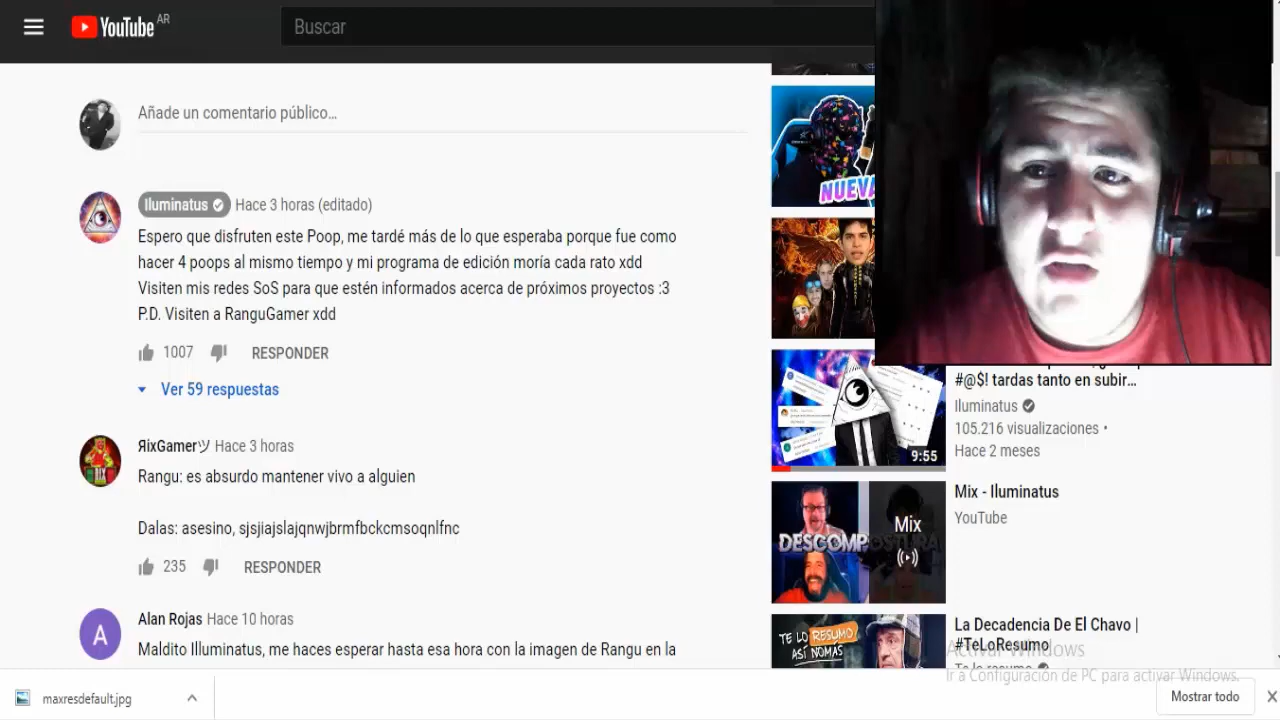 YouTube AR
Buscar
Añade un comentario público...
Iluminatus Hace 3 horas (editado)
Espero que disfruten este Poop, me tardé más de lo que esperaba porque fue como
hacer 4 poops al mismo tiempo y mi programa de edición moría cada rato xdd
Visiten mis redes SoS para que estén informados acerca de próximos proyectos :3
P.D. Visiten a RanguGamer xdd
1007 RESPONDER
Ver 59 respuestas
ЯixGamerツ Hace 3 horas
Rangu: es absurdo mantener vivo a alguien
Dalas: asesino, sjsjiajslajqnwjbrmfbckcmsoqnlfnc
235 RESPONDER
A
Alan Rojas Hace 10 horas
Maldito Illuminatus, me haces esperar hasta esa hora con la imagen de Rangu en la
NUEVA
#@$! tardas tanto en subir...
Iluminatus
105.216 visualizaciones •
Hace 2 meses
9:55
Mix - Iluminatus
YouTube
Mix
DESCOMPOSTURA
La Decadencia De El Chavo |
#TeLoResumo
Te lo resumo
TE LO RESUMO
ASÍ NOMÁS
Activar Windows
Ir a Configuración de PC para activar Windows.
maxresdefault.jpg
Mostrar todo